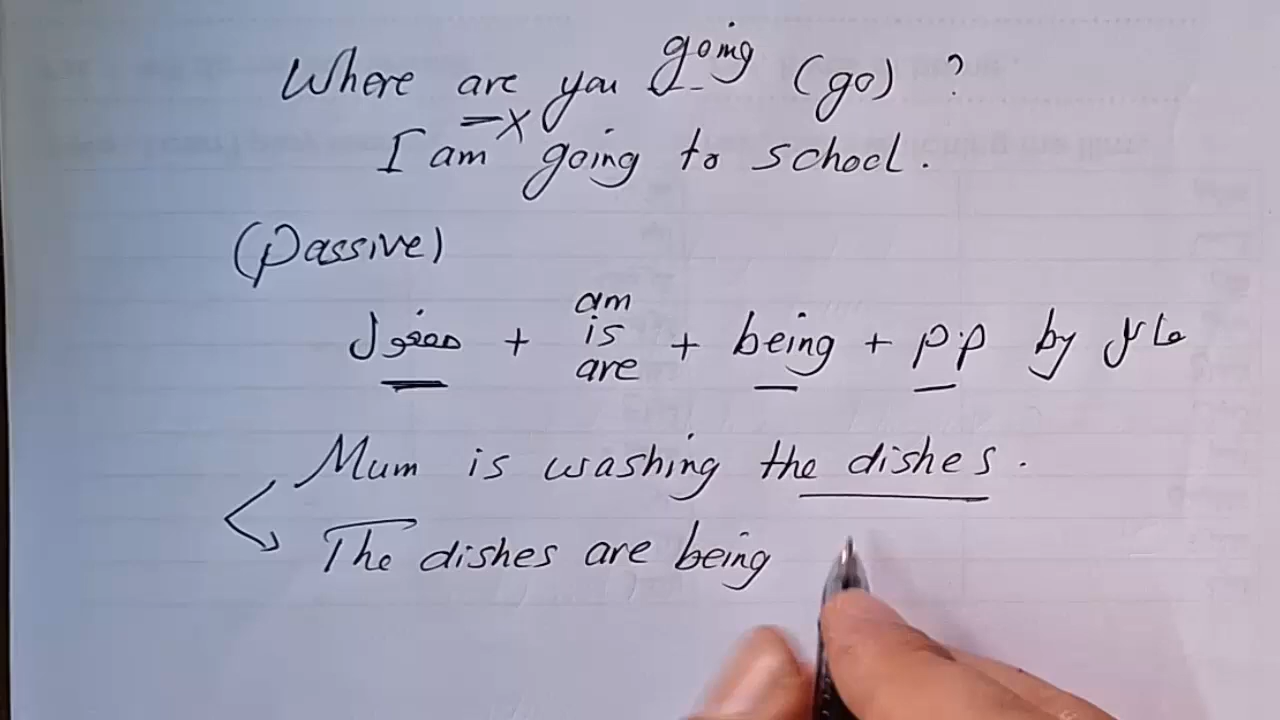 Where are you going (go) ?
X
I am going to school.
(passive)
مفعول + am is are + being + p.p by فاعل
Mum is washing the dishes.
The dishes are being